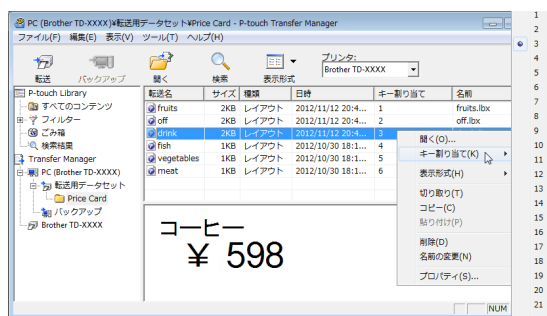 PC (Brother TD-XXXX)¥転送用データセット¥Price Card - P-touch Transfer Manager
ファイル(F) 編集(E) 表示(V) ツール(T) ヘルプ(H)
転送 バックアップ 開く 検索 表示形式 プリンタ: Brother TD-XXXX
P-touch Library
すべてのコンテンツ
フィルター
ごみ箱
検索結果
Transfer Manager
PC (Brother TD-XXXX)
転送用データセット
Price Card
バックアップ
Brother TD-XXXX
転送名 サイズ 種類 日時 キー割り当て 名前
fruits 2KB レイアウト 2012/11/12 20:4... 1 fruits.lbx
off 2KB レイアウト 2012/11/12 20:4... 2 off.lbx
drink 2KB レイアウト 2012/11/12 20:4... 3
fish 1KB レイアウト 2012/10/30 18:1... 4
vegetables 1KB レイアウト 2012/10/30 18:1... 5
meat 1KB レイアウト 2012/10/30 18:1... 6
コーヒー
¥ 598
開く(O)...
キー割り当て(K)
表示形式(H)
切り取り(T)
コピー(C)
貼り付け(P)
削除(D)
名前の変更(N)
プロパティ(S)...
NUM
1
2
3
4
5
6
7
8
9
10
11
12
13
14
15
16
17
18
19
20
21